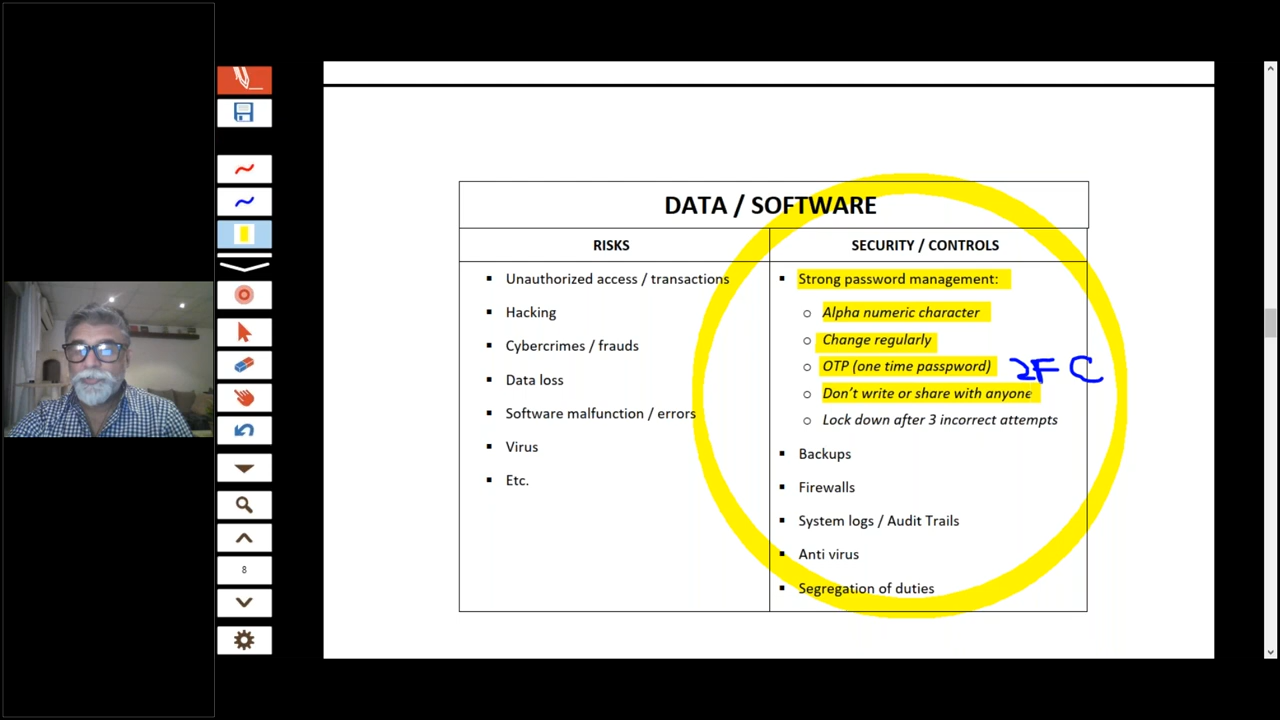 DATA / SOFTWARE
RISKS
SECURITY / CONTROLS
Unauthorized access / transactions
Hacking
Cybercrimes / frauds
Data loss
Software malfunction / errors
Virus
Etc.
Strong password management:
Alpha numeric character
Change regularly
OTP (one time passpword) 2F C
Don't write or share with anyone
Lock down after 3 incorrect attempts
Backups
Firewalls
System logs / Audit Trails
Anti virus
Segregation of duties
8